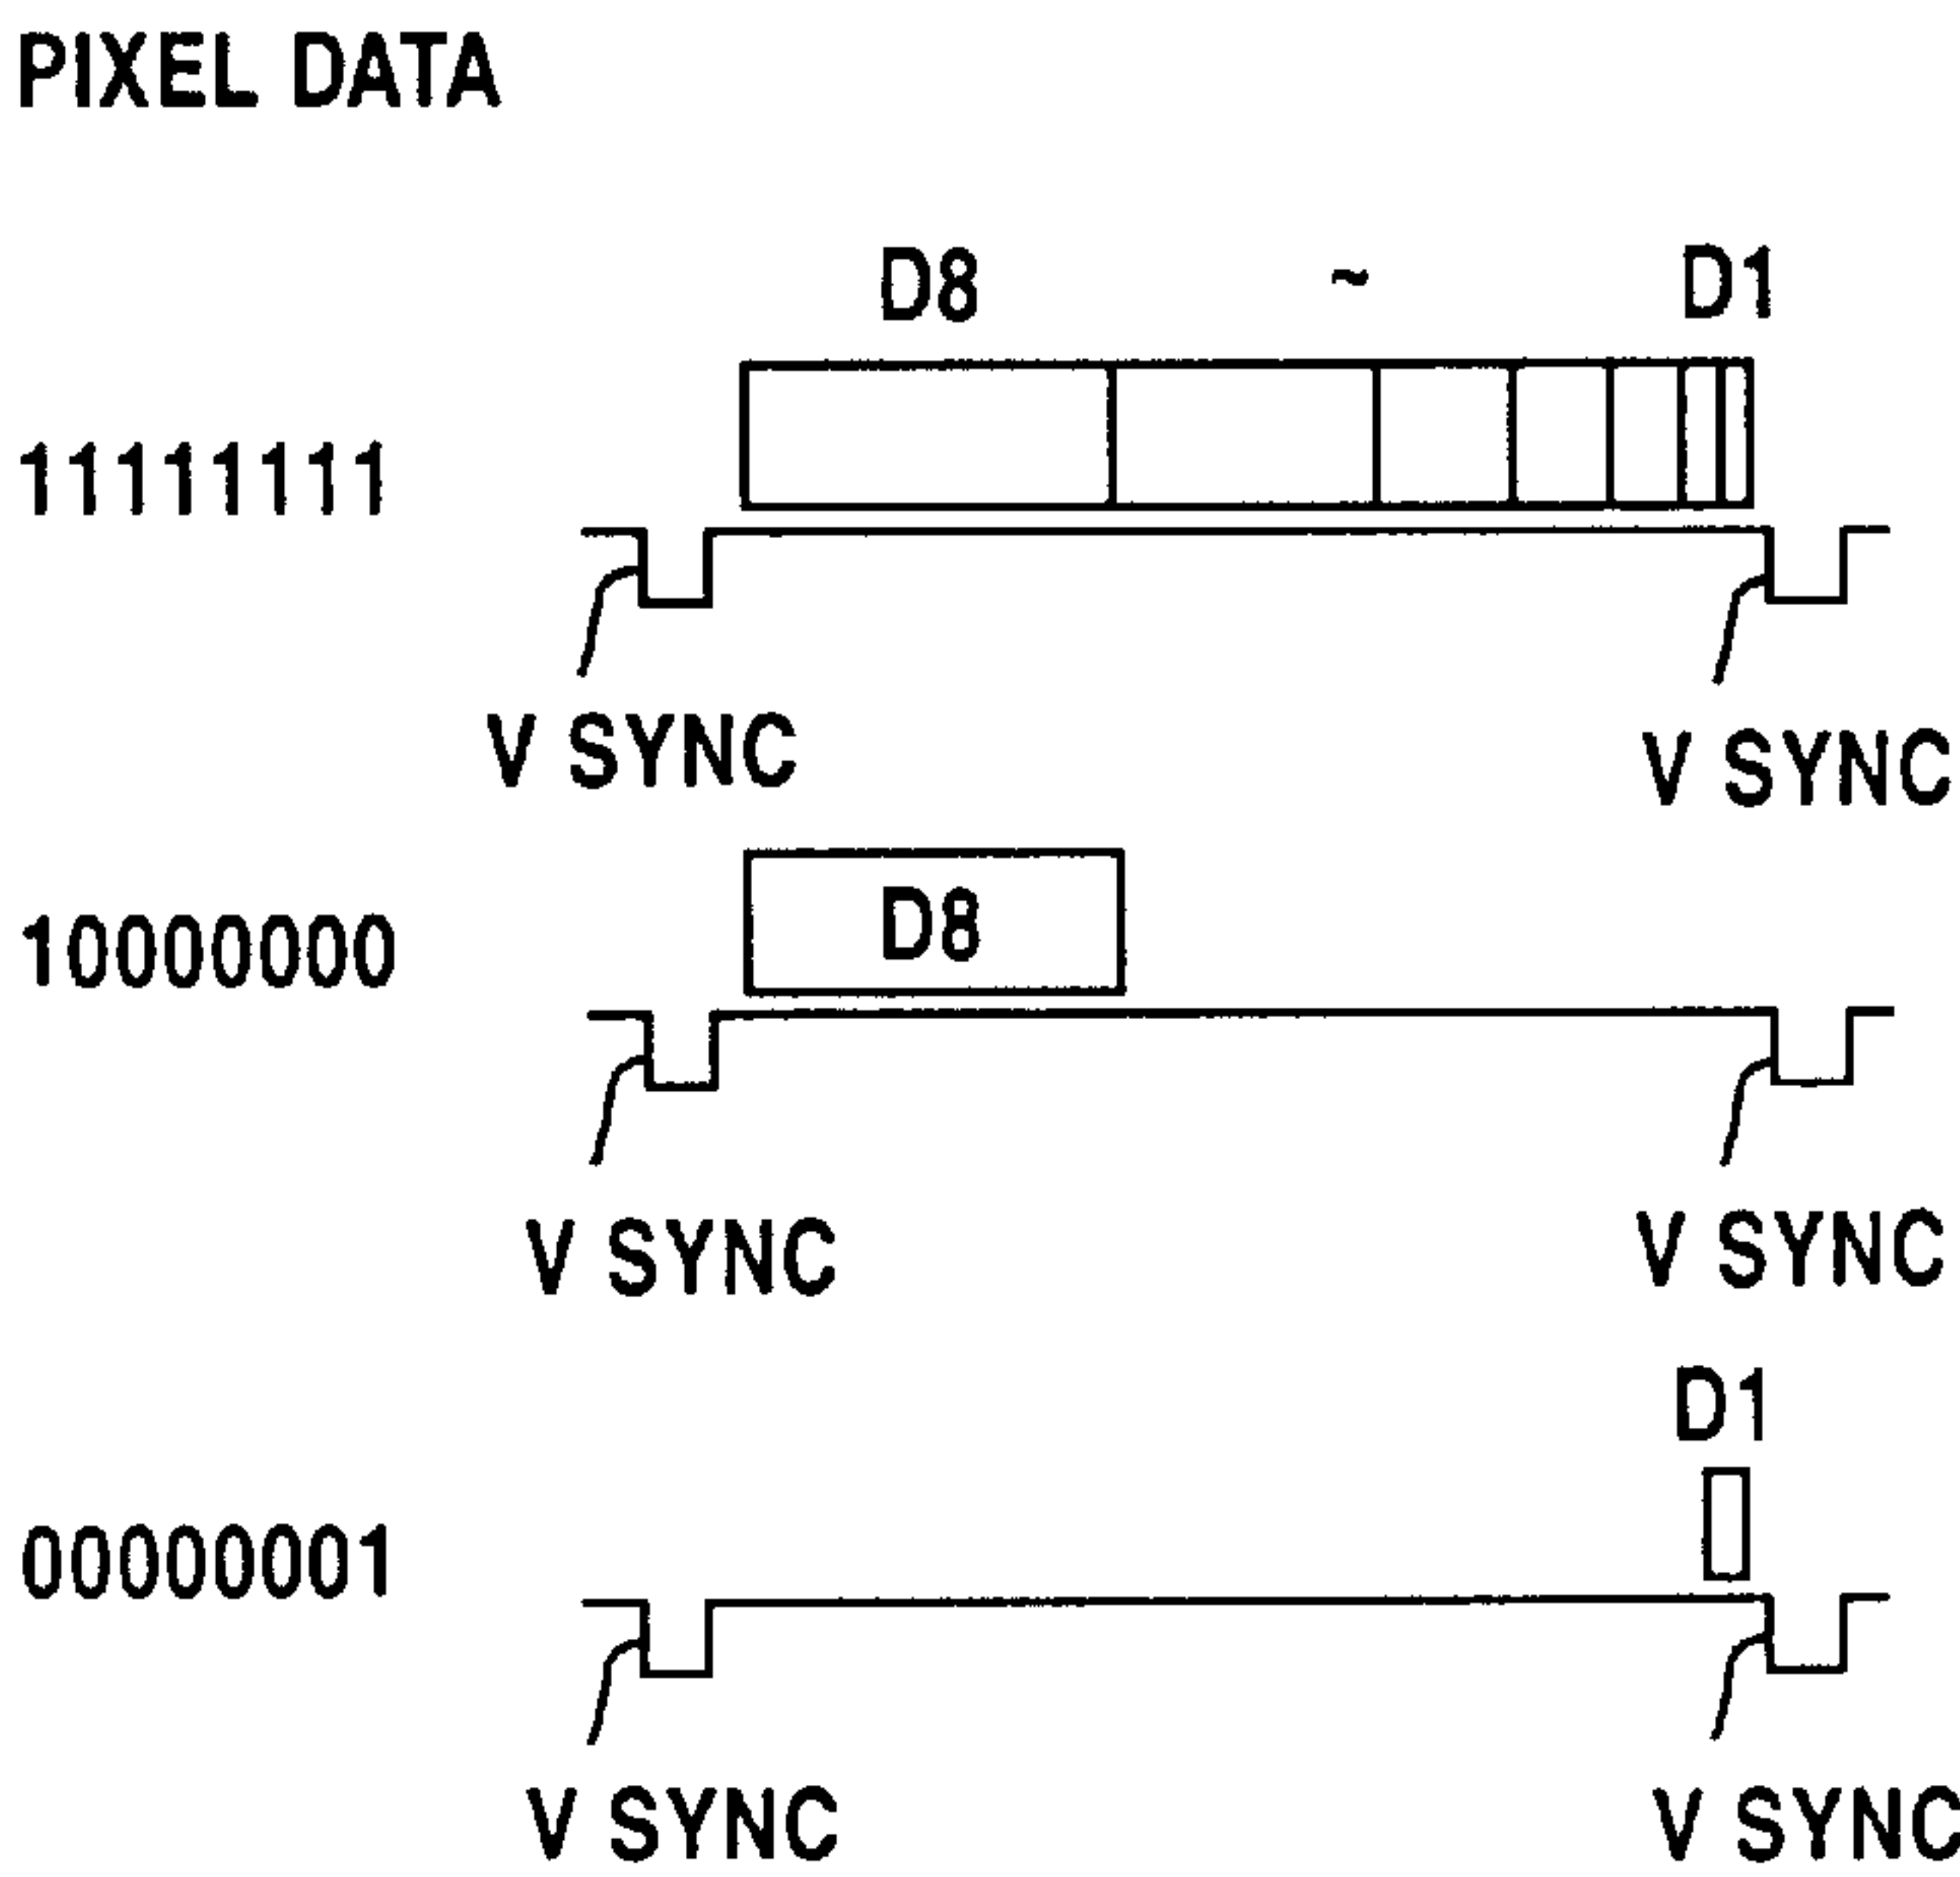 PIXEL DATA
D8 ~ D1
11111111
V SYNC V SYNC
D8
10000000
V SYNC V SYNC
D1
00000001
V SYNC V SYNC